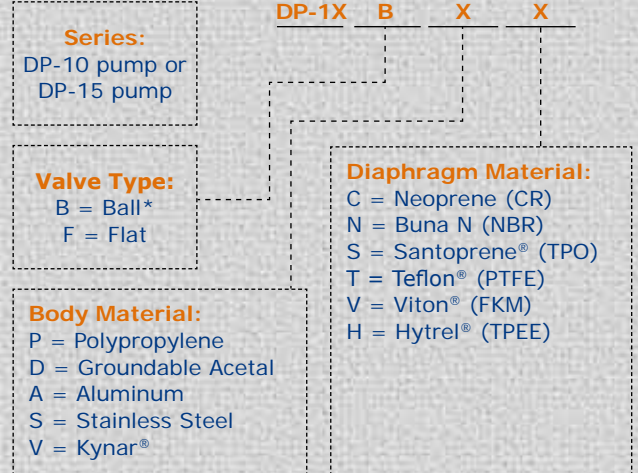 DP-1X B X X
Series:
DP-10 pump or
DP-15 pump
Valve Type:
B = Ball*
F = Flat
Body Material:
P = Polypropylene
D = Groundable Acetal
A = Aluminum
S = Stainless Steel
V = Kynar®
Diaphragm Material:
C = Neoprene (CR)
N = Buna N (NBR)
S = Santoprene® (TPO)
T = Teflon® (PTFE)
V = Viton® (FKM)
H = Hytrel® (TPEE)